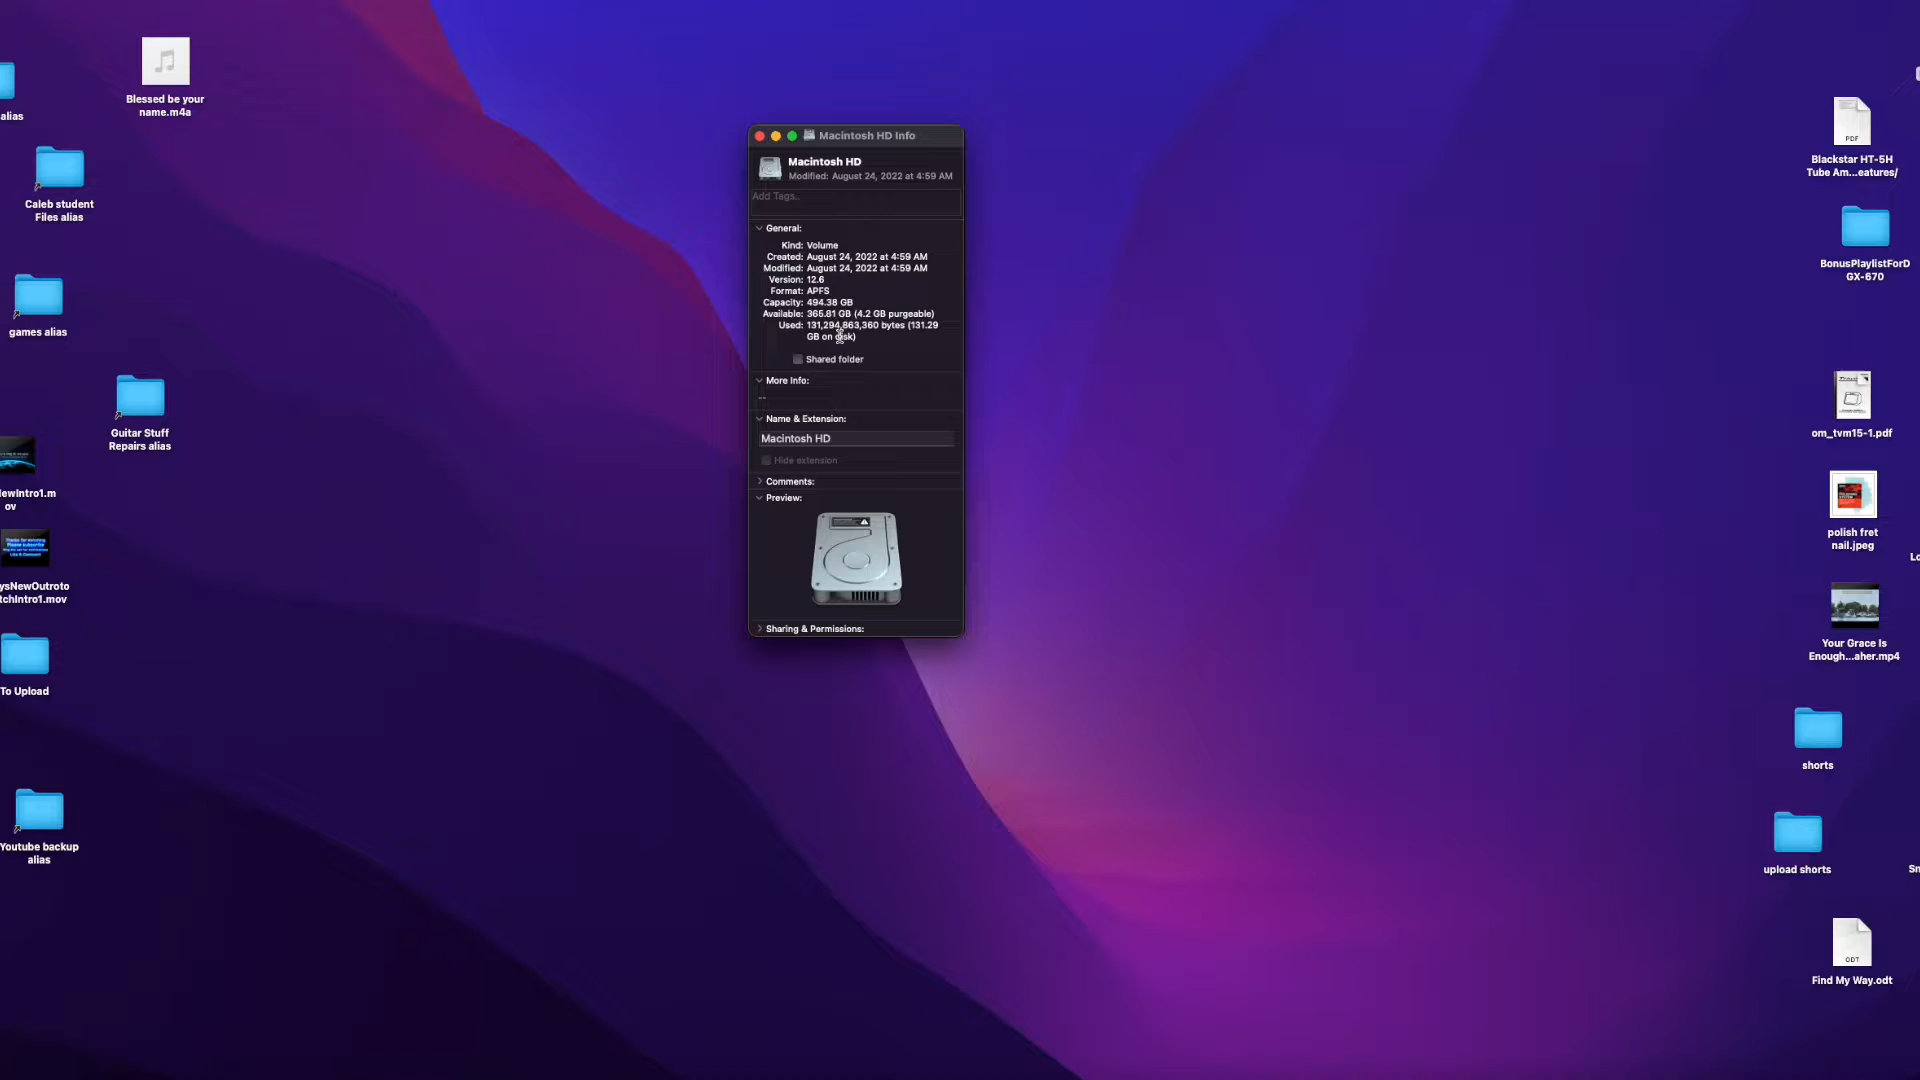 alias
Blessed be your
name.m4a
Caleb student
Files alias
games alias
Guitar Stuff
Repairs alias
ewIntro1.m
ov
ysNewOutroto
tchIntro1.mov
To Upload
Youtube backup
alias
Macintosh HD Info
Macintosh HD
Modified: August 24, 2022 at 4:59 AM
Add Tags..
General:
Kind: Volume
Created: August 24, 2022 at 4:59 AM
Modified: August 24, 2022 at 4:59 AM
Version: 12.6
Format: APFS
Capacity: 494.38 GB
Available: 365.81 GB (4.2 GB purgeable)
Used: 131,294,863,360 bytes (131.29
GB on disk)
Shared folder
More Info:
--
Name & Extension:
Macintosh HD
Hide extension
Comments:
Preview:
Sharing & Permissions:
PDF
Blackstar HT-5H
Tube Am...eatures/
BonusPlaylistForD
GX-670
om_tvm15-1.pdf
polish fret
nail.jpeg
Lo
Your Grace Is
Enough...aher.mp4
shorts
upload shorts
Sn
ODT
Find My Way.odt